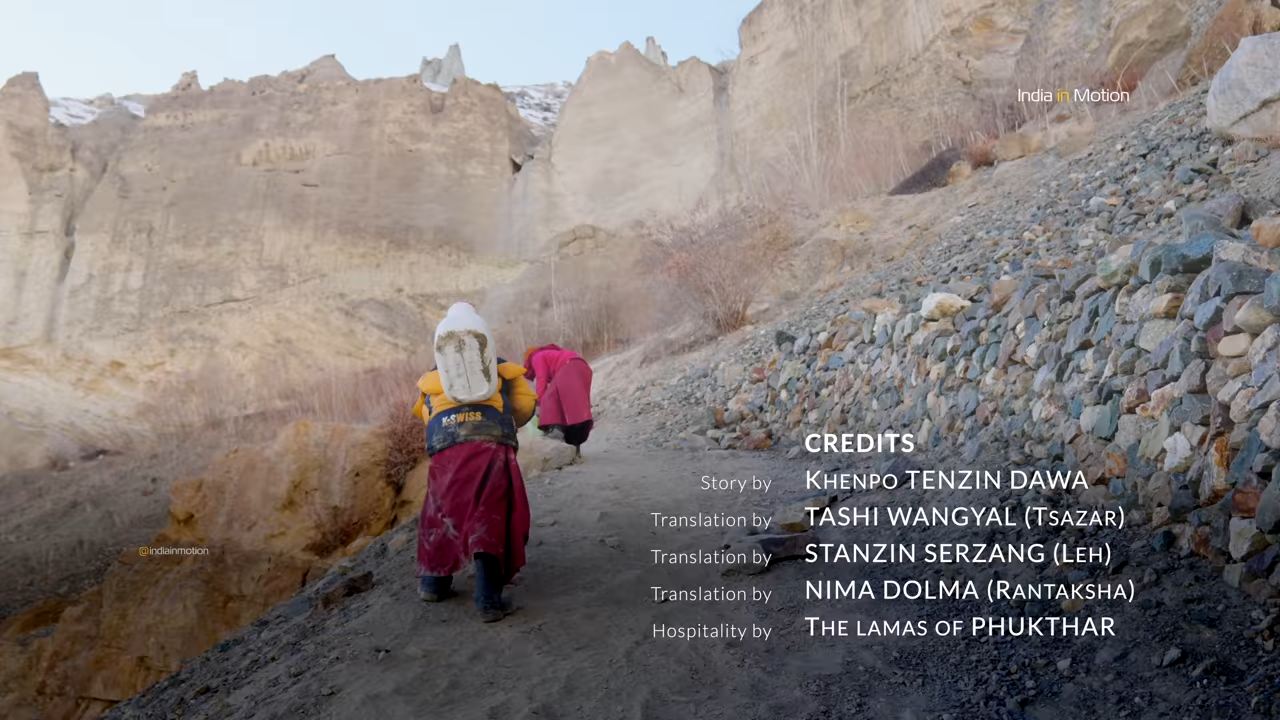 India in Motion
K-SWISS
CREDITS
Story by KHENPO TENZIN DAWA
Translation by TASHI WANGYAL (TSAZAR)
Translation by STANZIN SERZANG (LEH)
Translation by NIMA DOLMA (RANTAKSHA)
Hospitality by THE LAMAS OF PHUKTHAR
@indiainmotion